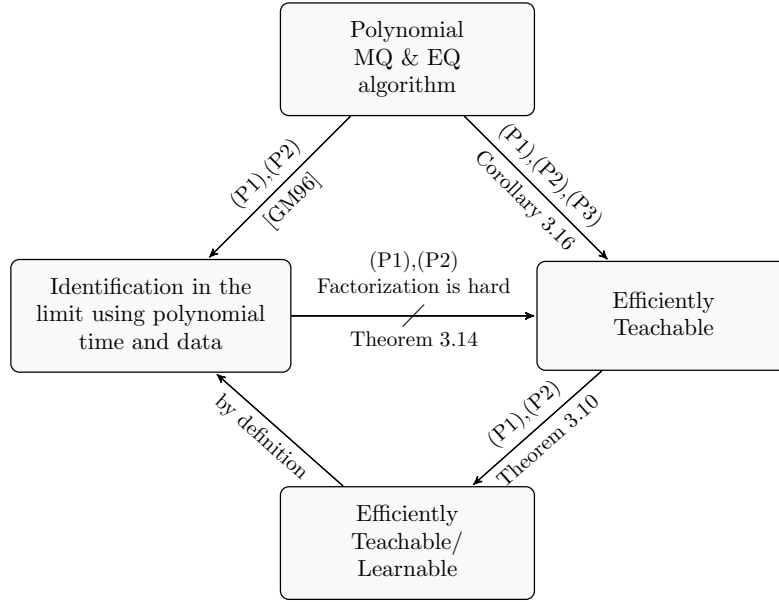 Polynomial
MQ & EQ
algorithm
(P1),(P2)
[GM96]
(P1),(P2),(P3)
Corollary 3.16
Identification in the
limit using polynomial
time and data
(P1),(P2)
Factorization is hard
Theorem 3.14
Efficiently
Teachable
by definition
(P1),(P2)
Theorem 3.10
Efficiently
Teachable/
Learnable